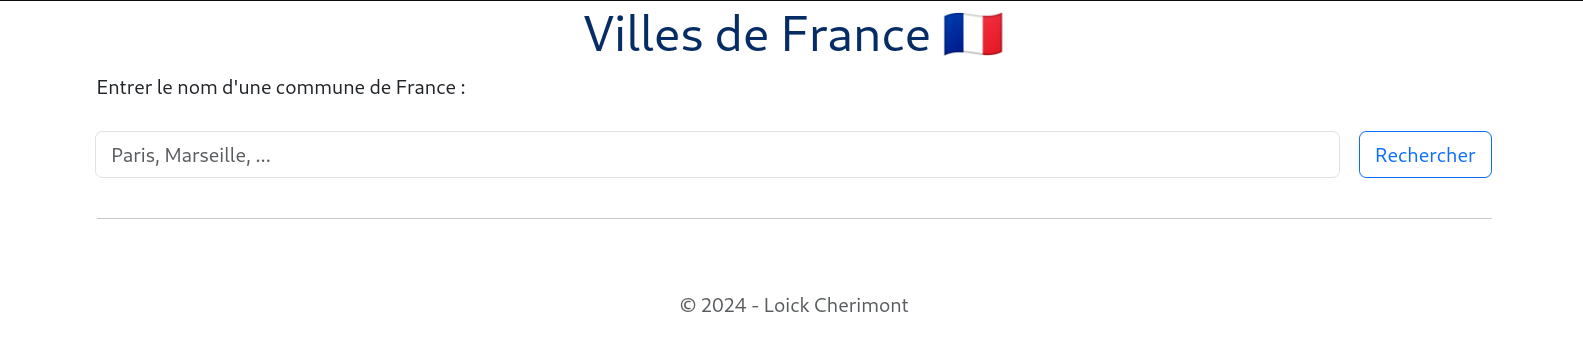 Villes de France 🇫🇷
Entrer le nom d'une commune de France :
Paris, Marseille, ...
Rechercher
© 2024 - Loick Cherimont